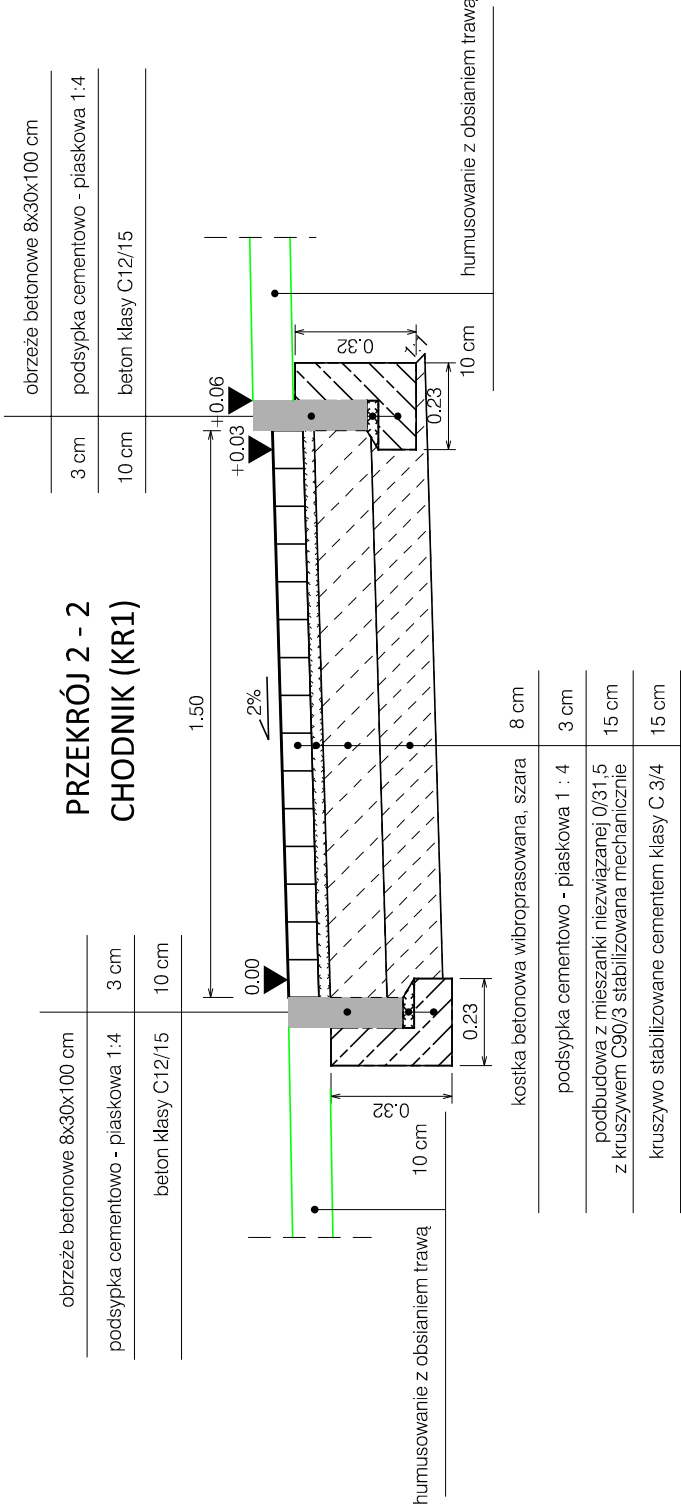 PRZEKRÓJ 2 - 2
CHODNIK (KR1)
obrzeże betonowe 8x30x100 cm
podsypka cementowo - piaskowa 1:4 3 cm
beton klasy C12/15 10 cm
obrzeże betonowe 8x30x100 cm
3 cm podsypka cementowo - piaskowa 1:4
10 cm beton klasy C12/15
1.50
2%
0.00
+0.03
+0.06
0.32
0.23
0.32
0.23
1:1
humusowanie z obsianiem trawą 10 cm
10 cm humusowanie z obsianiem trawą
kostka betonowa wibroprasowana, szara 8 cm
podsypka cementowo - piaskowa 1 : 4 3 cm
podbudowa z mieszanki niezwiązanej 0/31,5 15 cm
z kruszywem C90/3 stabilizowana mechanicznie
kruszywo stabilizowane cementem klasy C 3/4 15 cm